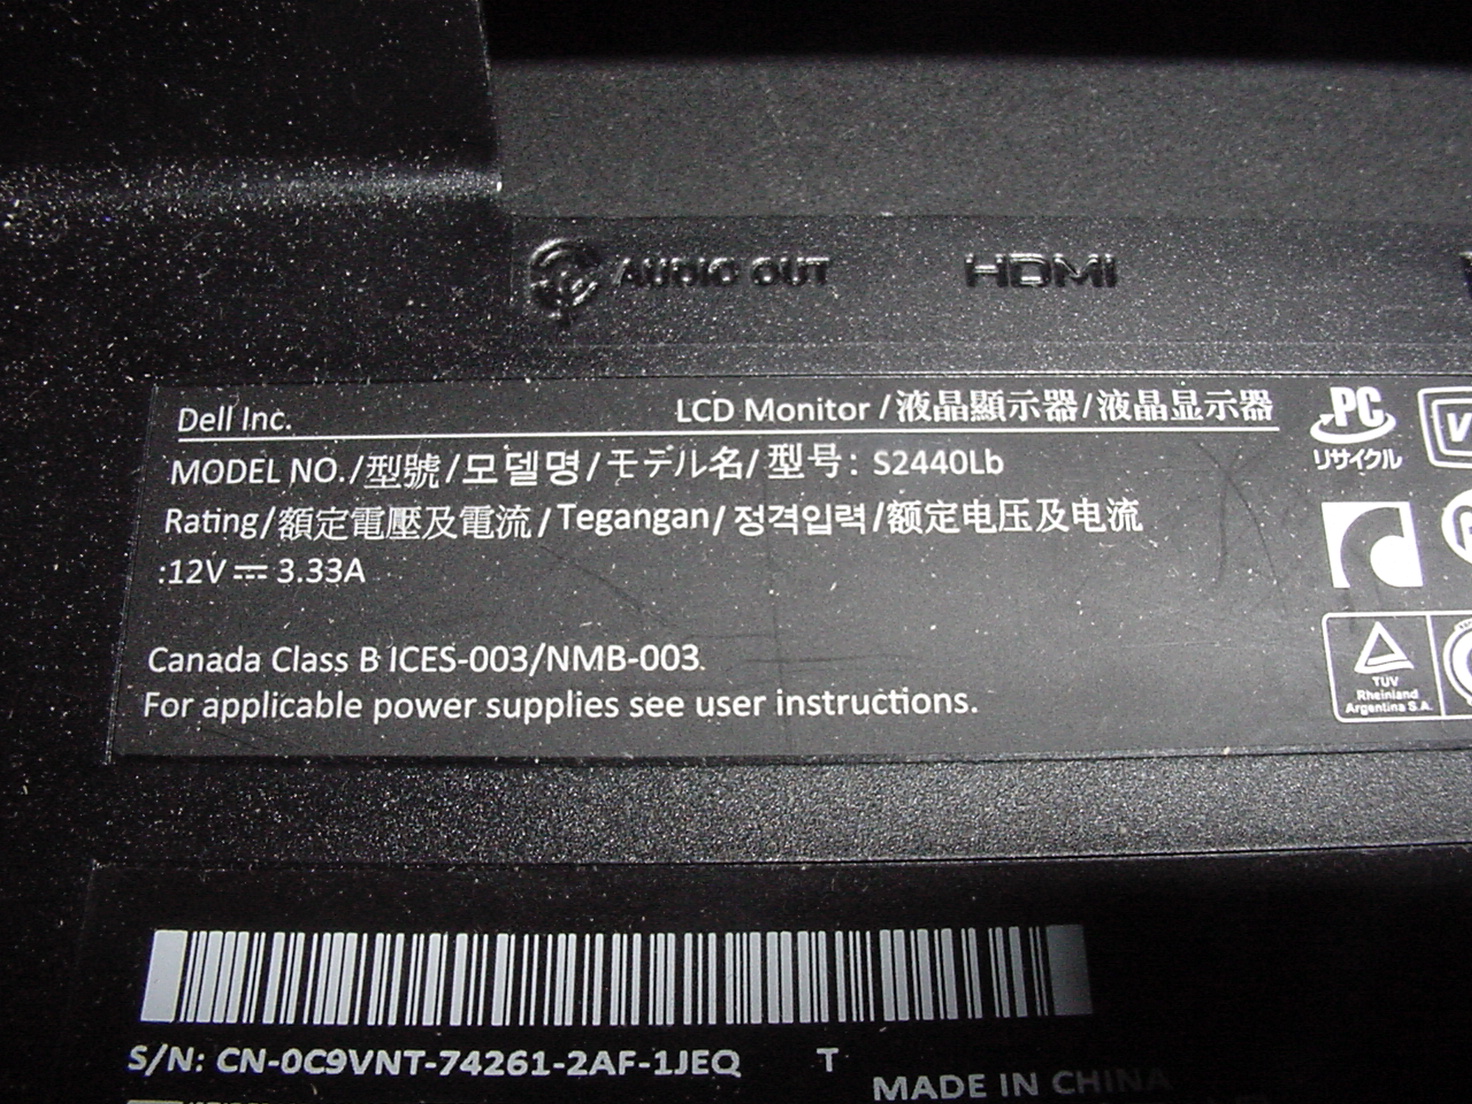 AUDIO OUT HDMI
Dell Inc. LCD Monitor /液晶顯示器/液晶显示器
MODEL NO./型號/모델명/モデル名/型号: S2440Lb
Rating/額定電壓及電流/Tegangan/정격입력/额定电压及电流
:12V ⎓ 3.33A
Canada Class B ICES-003/NMB-003.
For applicable power supplies see user instructions.
PC
リサイクル
TÜV
Rheinland
Argentina S.A.
S/N: CN-0C9VNT-74261-2AF-1JEQ T
MADE IN CHINA